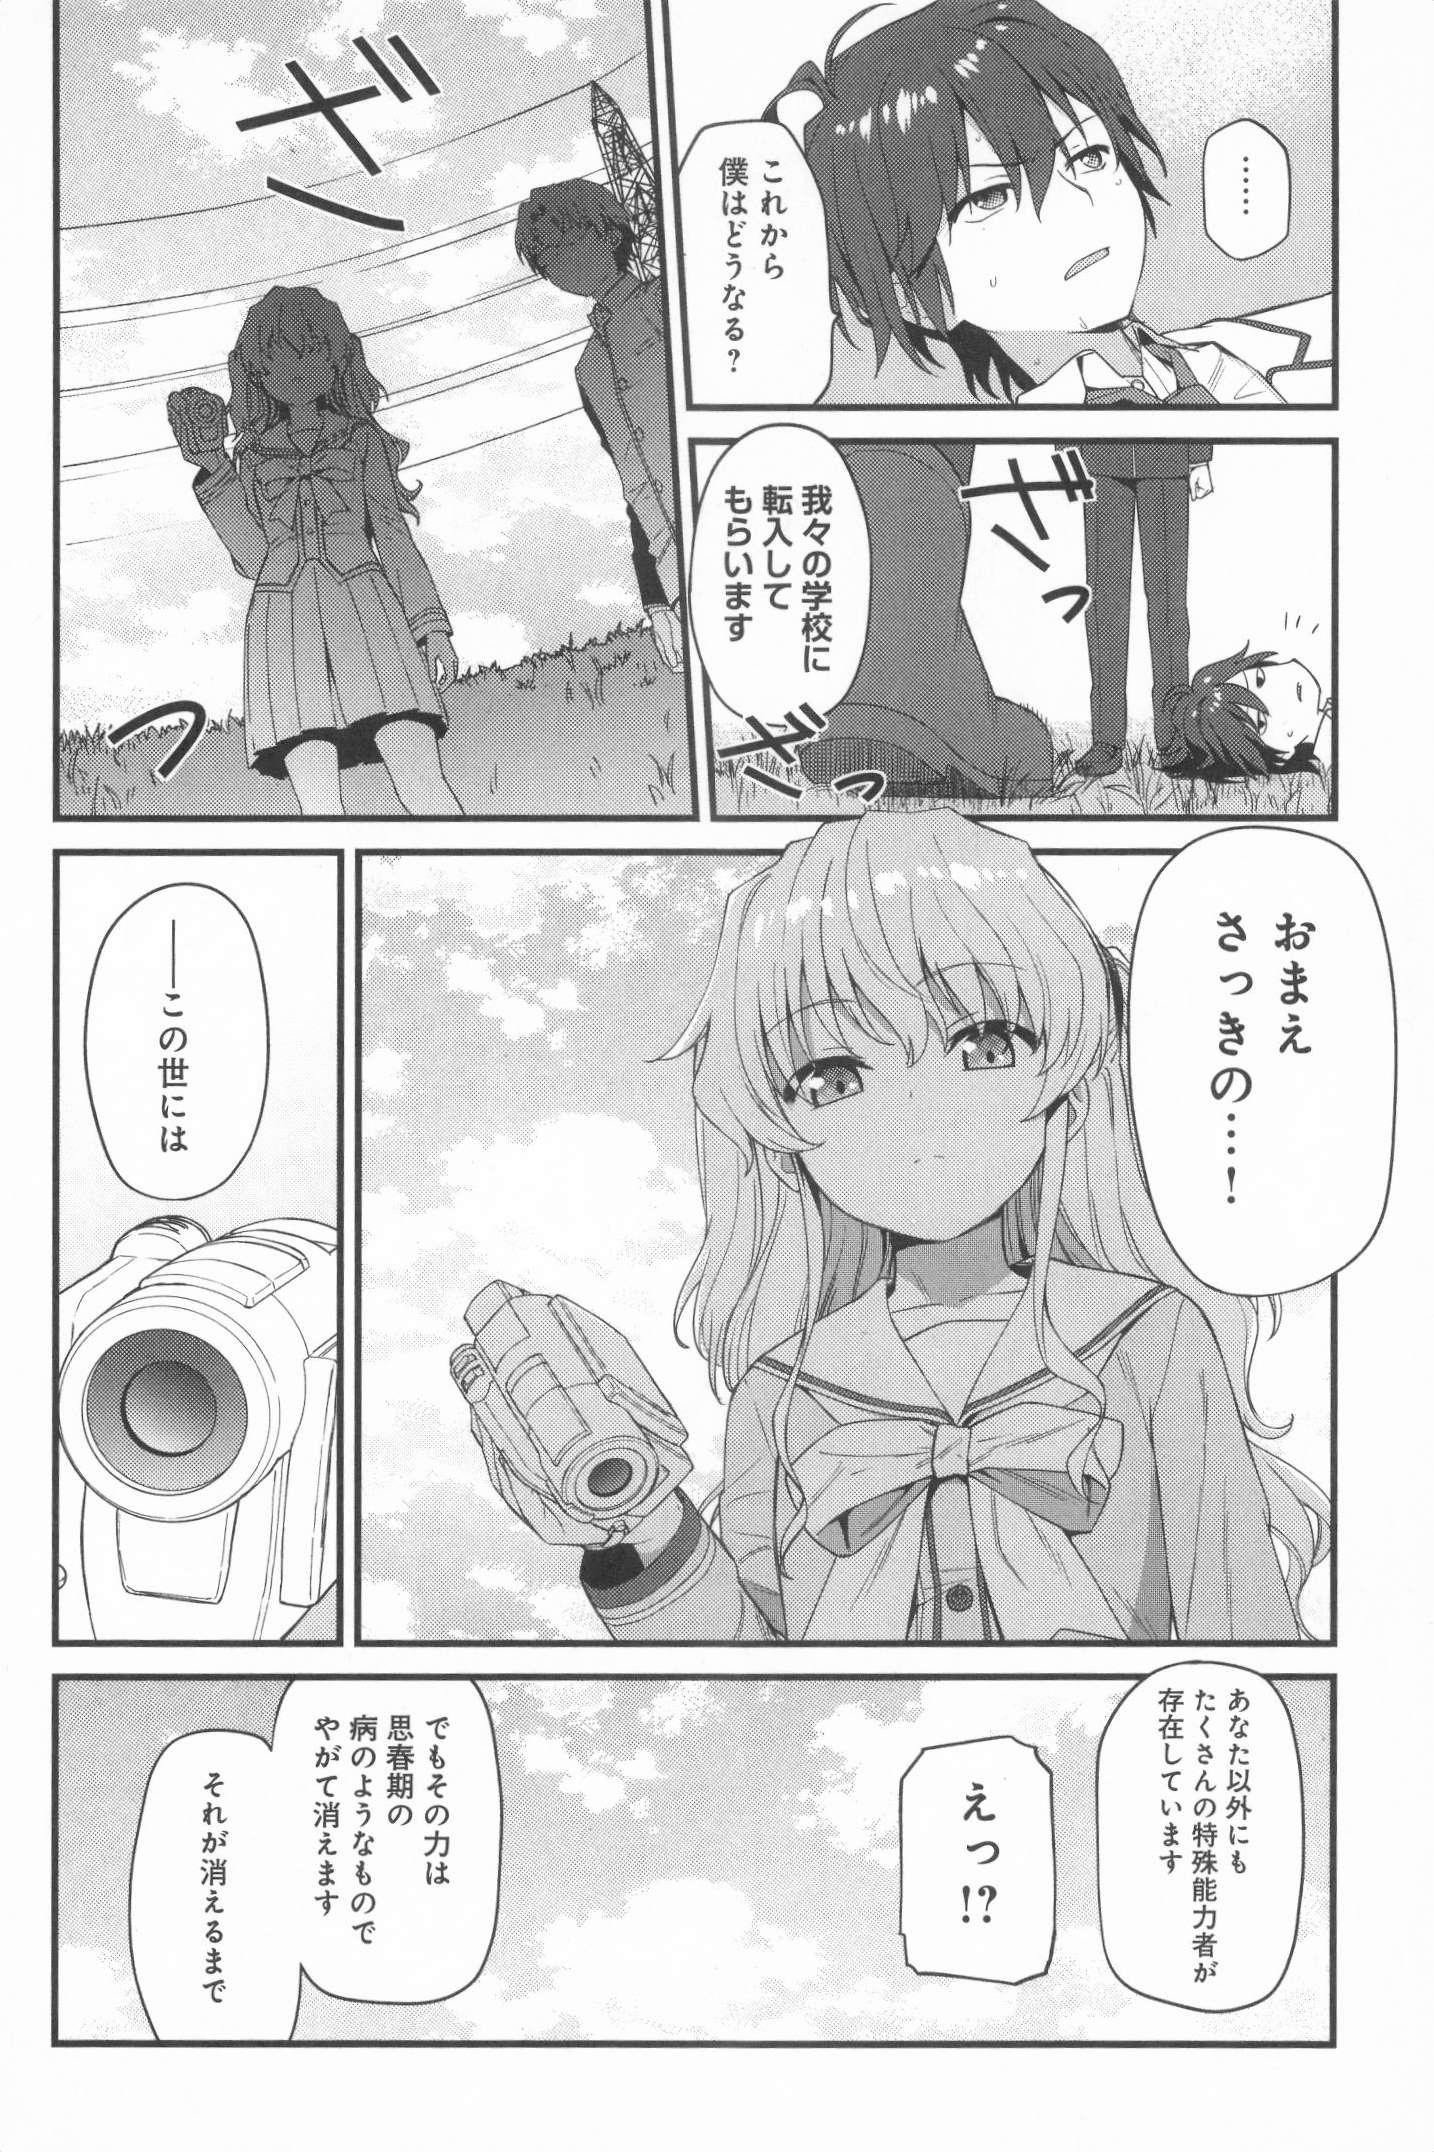 ……
これから
僕はどうなる？
ザッ
ザッ
我々の学校に
転入して
もらいます
ザッ
おまえ
さっきの…！
――この世には
あなた以外にも
たくさんの特殊能力者が
存在しています
えっ!?
でもその力は
思春期の
病のようなもので
やがて消えます
それが消えるまで